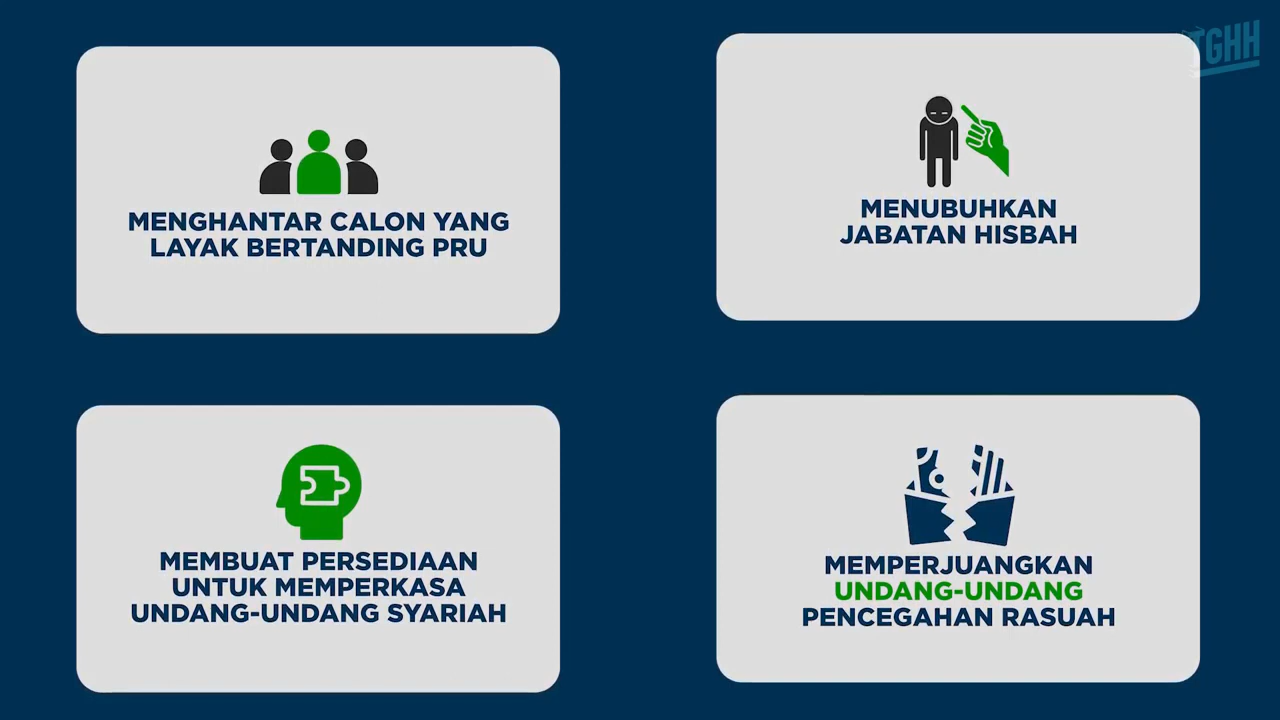 TGHH
MENGHANTAR CALON YANG
LAYAK BERTANDING PRU
MENUBUHKAN
JABATAN HISBAH
MEMBUAT PERSEDIAAN
UNTUK MEMPERKASA
UNDANG-UNDANG SYARIAH
MEMPERJUANGKAN
UNDANG-UNDANG
PENCEGAHAN RASUAH